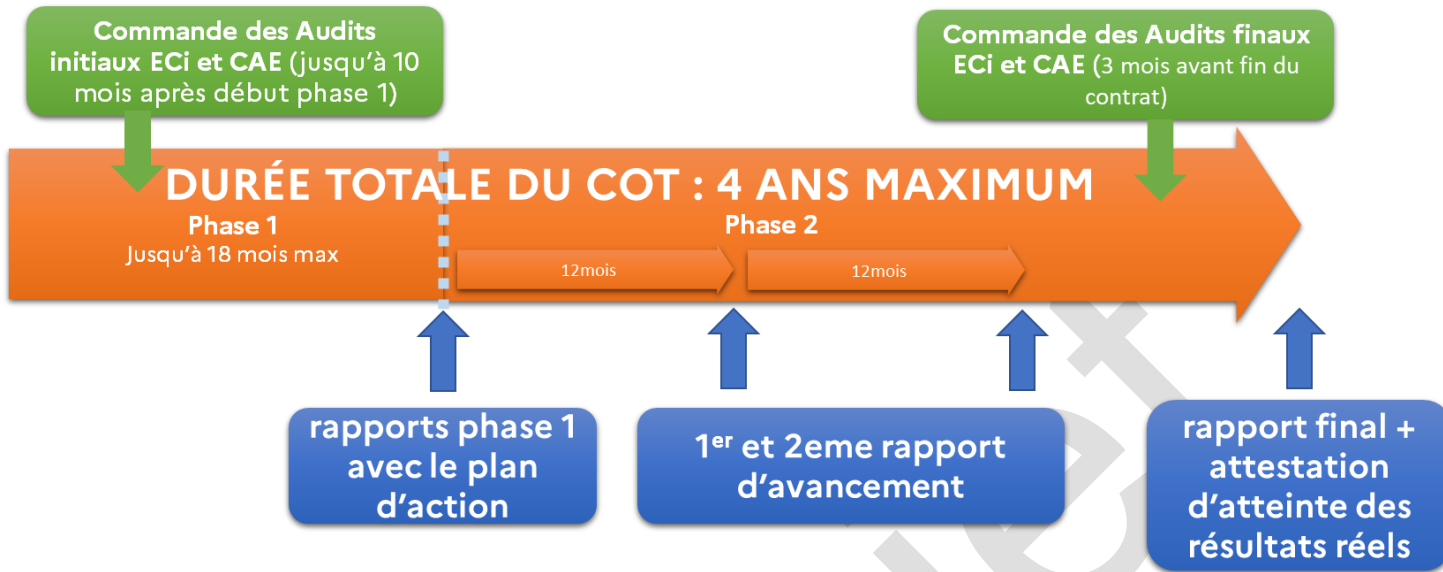 Commande des Audits
initiaux ECi et CAE (jusqu'à 10
mois après début phase 1)
Commande des Audits finaux
ECi et CAE (3 mois avant fin du
contrat)
DURÉE TOTALE DU COT : 4 ANS MAXIMUM
Phase 1
Jusqu'à 18 mois max
Phase 2
12mois
12mois
rapports phase 1
avec le plan
d'action
1er et 2eme rapport
d'avancement
rapport final +
attestation
d'atteinte des
résultats réels